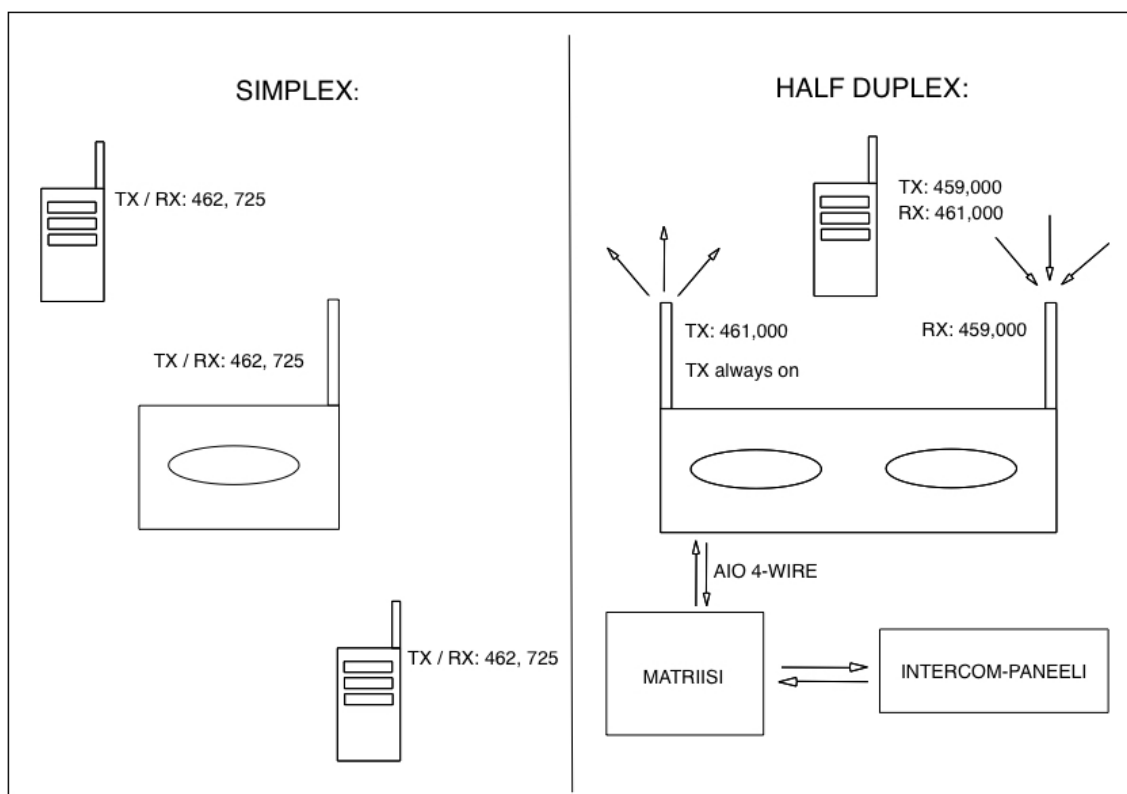 SIMPLEX:
TX / RX: 462, 725
TX / RX: 462, 725
TX / RX: 462, 725
HALF DUPLEX:
TX: 459,000
RX: 461,000
TX: 461,000
RX: 459,000
TX always on
AIO 4-WIRE
MATRIISI
INTERCOM-PANEELI